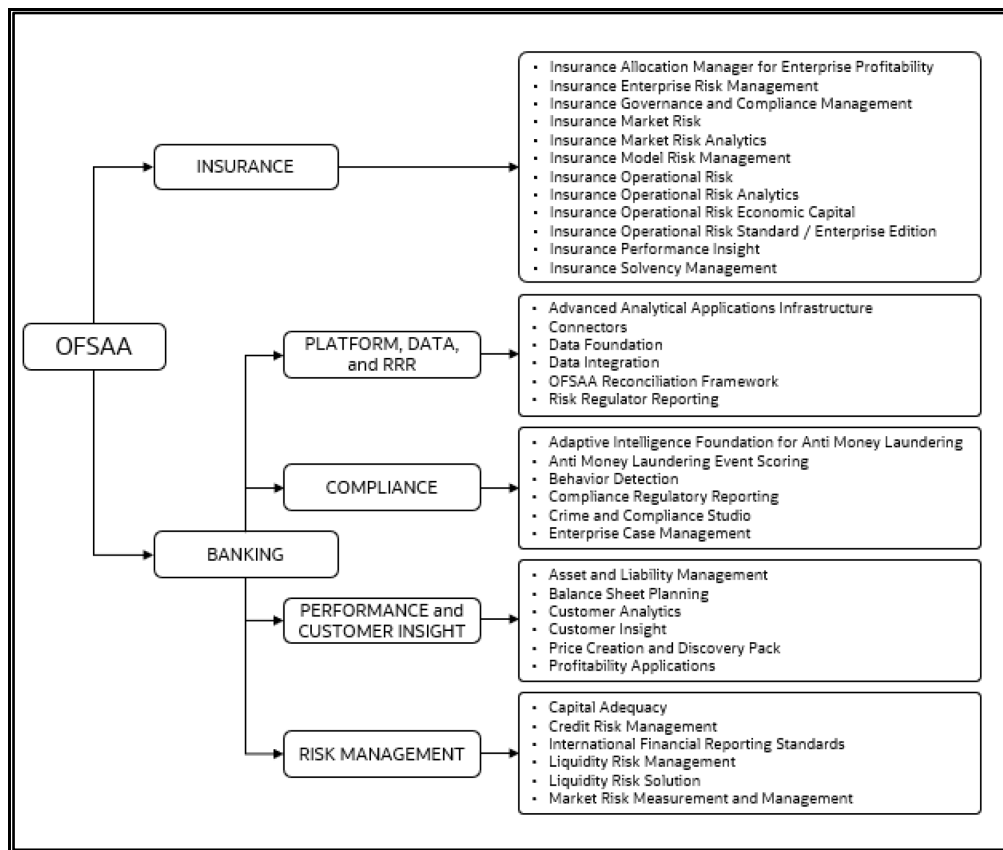 OFSAA
INSURANCE
• Insurance Allocation Manager for Enterprise Profitability
• Insurance Enterprise Risk Management
• Insurance Governance and Compliance Management
• Insurance Market Risk
• Insurance Market Risk Analytics
• Insurance Model Risk Management
• Insurance Operational Risk
• Insurance Operational Risk Analytics
• Insurance Operational Risk Economic Capital
• Insurance Operational Risk Standard / Enterprise Edition
• Insurance Performance Insight
• Insurance Solvency Management
BANKING
PLATFORM, DATA,
and RRR
• Advanced Analytical Applications Infrastructure
• Connectors
• Data Foundation
• Data Integration
• OFSAA Reconciliation Framework
• Risk Regulator Reporting
COMPLIANCE
• Adaptive Intelligence Foundation for Anti Money Laundering
• Anti Money Laundering Event Scoring
• Behavior Detection
• Compliance Regulatory Reporting
• Crime and Compliance Studio
• Enterprise Case Management
PERFORMANCE and
CUSTOMER INSIGHT
• Asset and Liability Management
• Balance Sheet Planning
• Customer Analytics
• Customer Insight
• Price Creation and Discovery Pack
• Profitability Applications
RISK MANAGEMENT
• Capital Adequacy
• Credit Risk Management
• International Financial Reporting Standards
• Liquidity Risk Management
• Liquidity Risk Solution
• Market Risk Measurement and Management